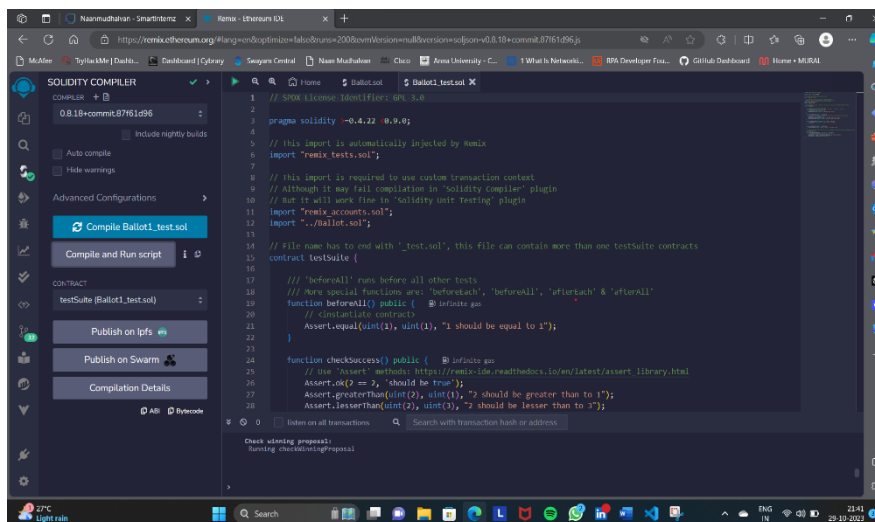 Naanmudhalvan - SmartInternz
Remix - Ethereum IDE
https://remix.ethereum.org/#lang=en&optimize=false&runs=200&evmVersion=null&version=soljson-v0.8.18+commit.87f61d96.js
McAfee
TryHackMe | Dashb...
Dashboard | Cybrary
Swayam Central
Naan Mudhalvan
Cisco
Anna University - C...
1 What Is Networki...
RPA Developer Fou...
GitHub Dashboard
Home • MURAL
SOLIDITY COMPILER
COMPILER
0.8.18+commit.87f61d96
Include nightly builds
Auto compile
Hide warnings
Advanced Configurations
Compile Ballot1_test.sol
Compile and Run script
CONTRACT
testSuite (Ballot1_test.sol)
Publish on Ipfs
Publish on Swarm
Compilation Details
ABI
Bytecode
Home
Ballot.sol
Ballot1_test.sol
1 // SPDX-License-Identifier: GPL-3.0
2
3 pragma solidity >=0.4.22 <0.9.0;
4
5 // This import is automatically injected by Remix
6 import "remix_tests.sol";
7
8 // This import is required to use custom transaction context
9 // Although it may fail compilation in 'Solidity Compiler' plugin
10 // But it will work fine in 'Solidity Unit Testing' plugin
11 import "remix_accounts.sol";
12 import "../Ballot.sol";
13
14 // File name has to end with '_test.sol', this file can contain more than one testSuite contracts
15 contract testSuite {
16
17 /// 'beforeAll' runs before all other tests
18 /// More special functions are: 'beforeEach', 'beforeAll', 'afterEach' & 'afterAll'
19 function beforeAll() public { infinite gas
20 // <instantiate contract>
21 Assert.equal(uint(1), uint(1), "1 should be equal to 1");
22 }
23
24 function checkSuccess() public { infinite gas
25 // Use 'Assert' methods: https://remix-ide.readthedocs.io/en/latest/assert_library.html
26 Assert.ok(2 == 2, 'should be true');
27 Assert.greaterThan(uint(2), uint(1), "2 should be greater than to 1");
28 Assert.lesserThan(uint(2), uint(3), "2 should be lesser than to 3");
0
listen on all transactions
Search with transaction hash or address
Check winning proposal:
Running checkWinningProposal
>
27°C
Light rain
Search
ENG
IN
21:41
29-10-2023